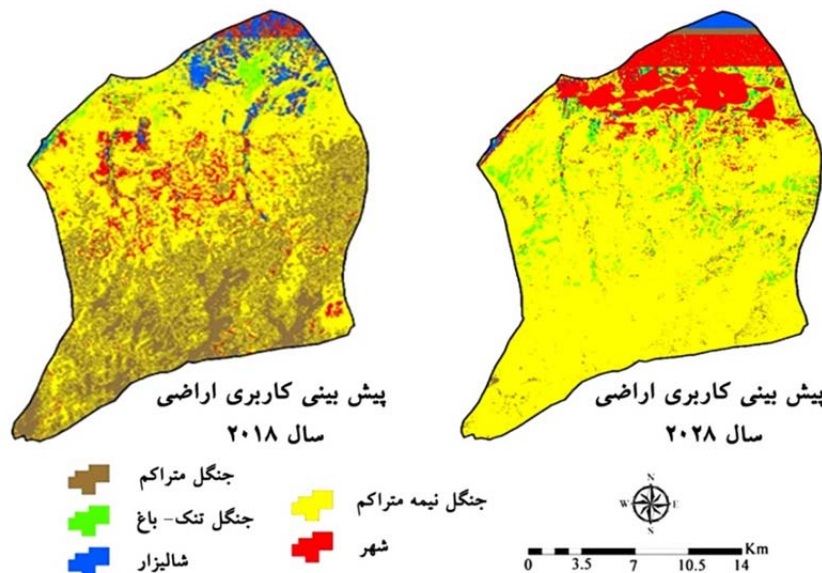 پیش بینی کاربری اراضی
سال ۲۰۱۸
پیش بینی کاربری اراضی
سال ۲۰۲۸
جنگل متراکم
جنگل تنک- باغ
شالیزار
جنگل نیمه متراکم
شهر
N
W E
S
Km
0 3.5 7 10.5 14